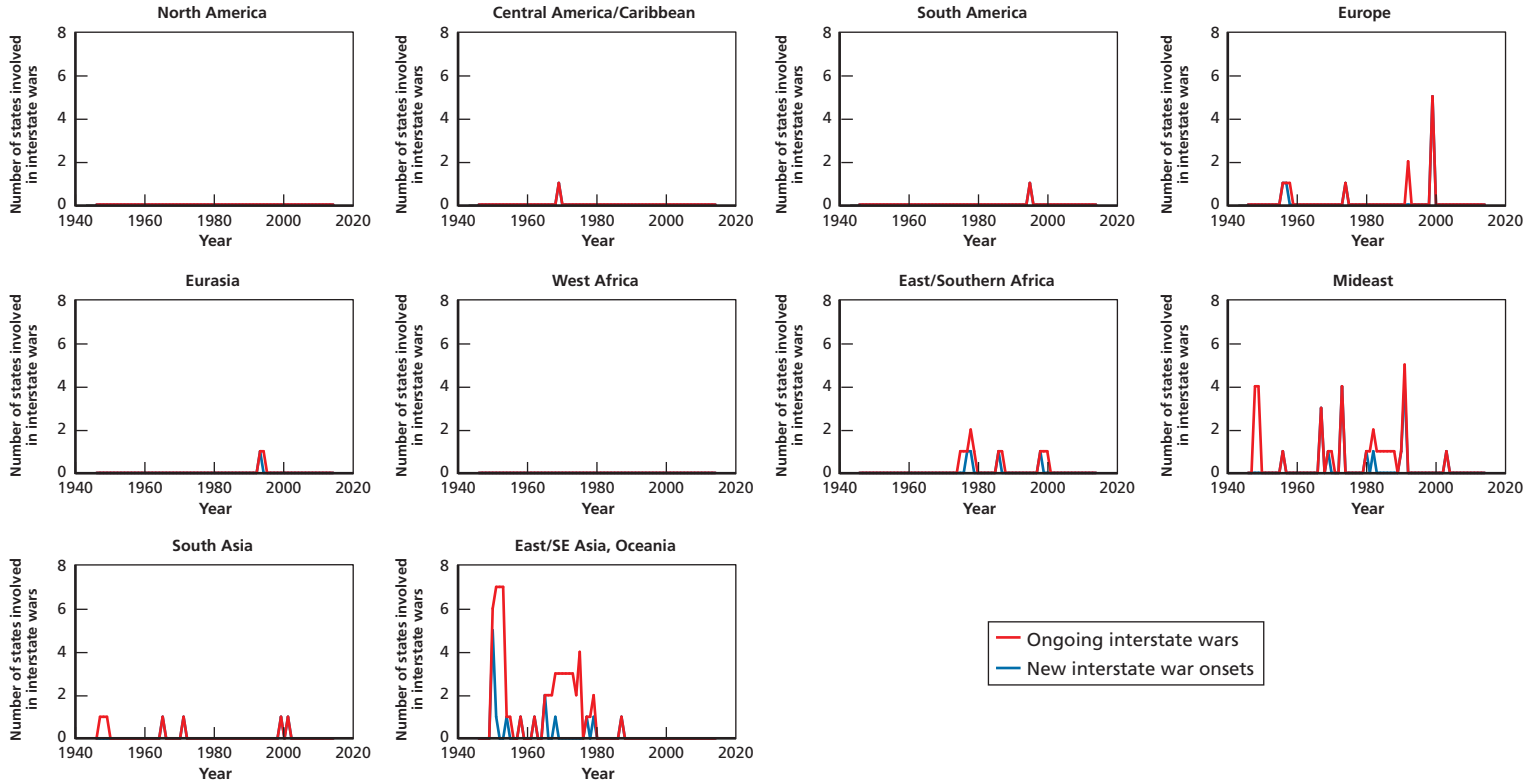 North America
Number of states involved
in interstate wars
8
6
4
2
0
1940 1960 1980 2000 2020
Year
Central America/Caribbean
Number of states involved
in interstate wars
8
6
4
2
0
1940 1960 1980 2000 2020
Year
South America
Number of states involved
in interstate wars
8
6
4
2
0
1940 1960 1980 2000 2020
Year
Europe
Number of states involved
in interstate wars
8
6
4
2
0
1940 1960 1980 2000 2020
Year
Eurasia
Number of states involved
in interstate wars
8
6
4
2
0
1940 1960 1980 2000 2020
Year
West Africa
Number of states involved
in interstate wars
8
6
4
2
0
1940 1960 1980 2000 2020
Year
East/Southern Africa
Number of states involved
in interstate wars
8
6
4
2
0
1940 1960 1980 2000 2020
Year
Mideast
Number of states involved
in interstate wars
8
6
4
2
0
1940 1960 1980 2000 2020
Year
South Asia
Number of states involved
in interstate wars
8
6
4
2
0
1940 1960 1980 2000 2020
Year
East/SE Asia, Oceania
Number of states involved
in interstate wars
8
6
4
2
0
1940 1960 1980 2000 2020
Year
Ongoing interstate wars
New interstate war onsets